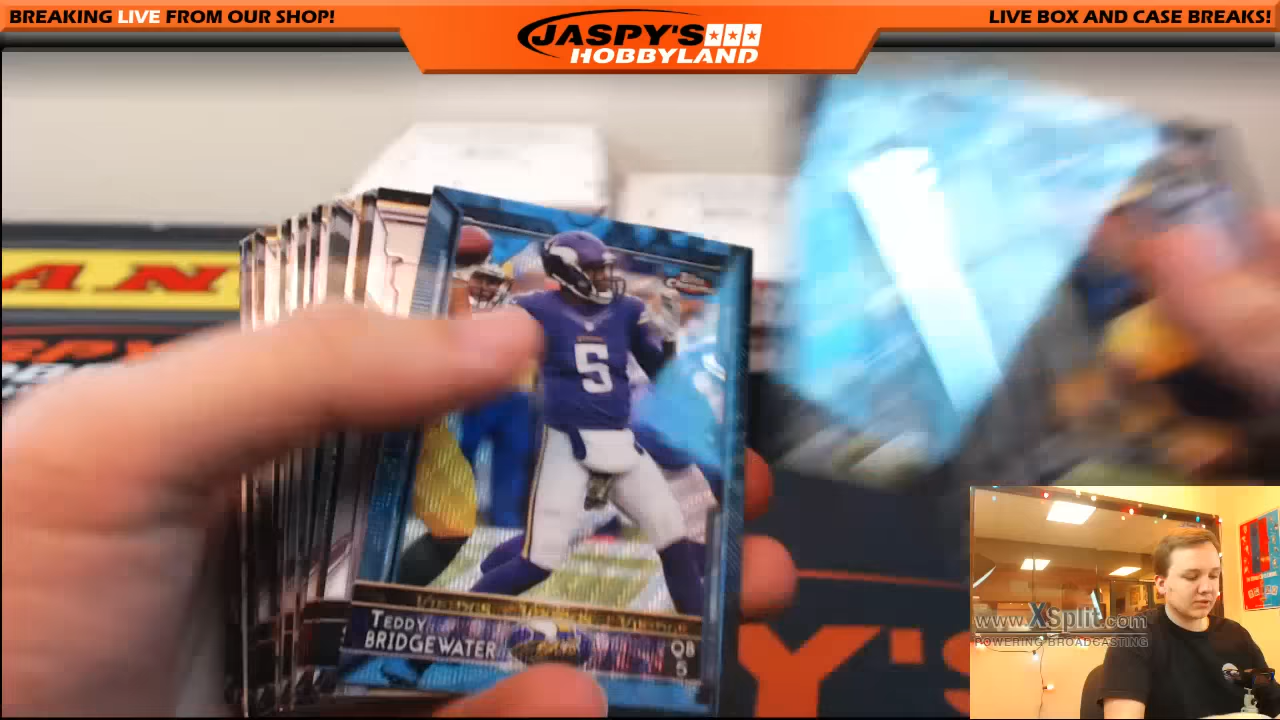 BREAKING LIVE FROM OUR SHOP!
JASPY'S
HOBBYLAND
LIVE BOX AND CASE BREAKS!
AN
5
TEDDY
BRIDGEWATER
QB
5
Y'S
www.XSplit.com
POWERING BROADCASTING